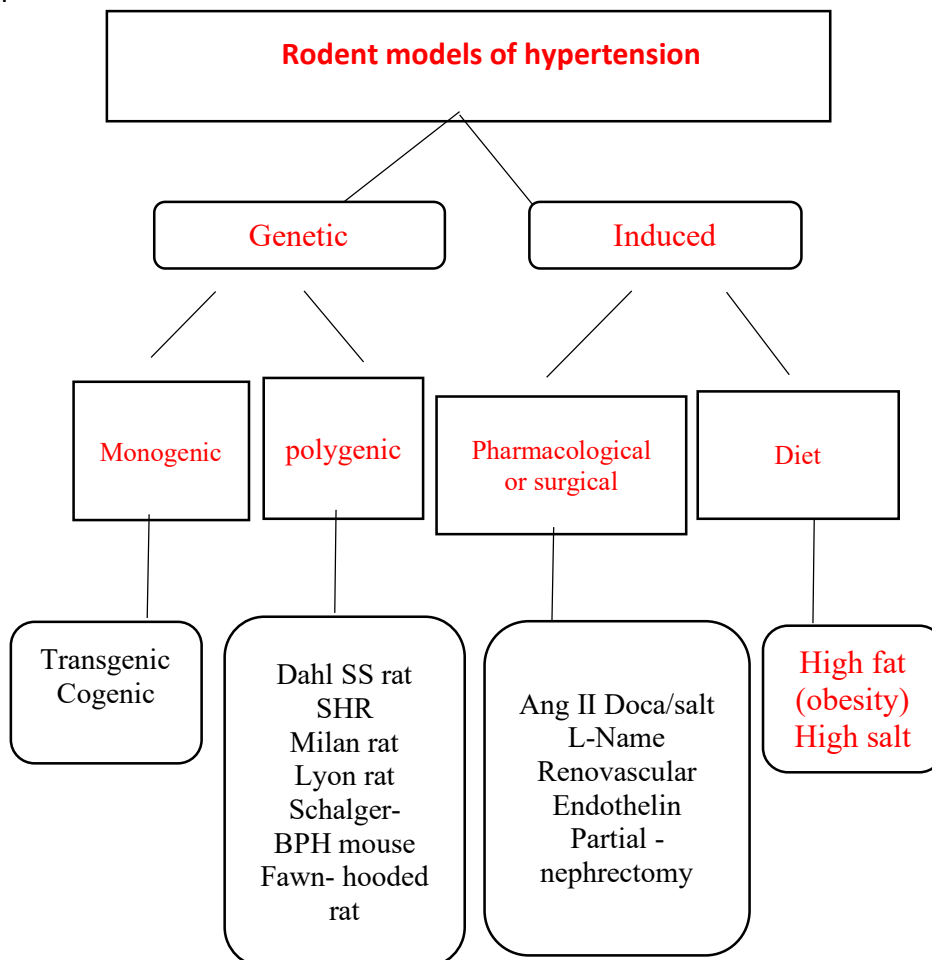 Rodent models of hypertension
Genetic
Induced
Monogenic
polygenic
Pharmacological
or surgical
Diet
Transgenic
Cogenic
Dahl SS rat
SHR
Milan rat
Lyon rat
Schalger-
BPH mouse
Fawn- hooded
rat
Ang II Doca/salt
L-Name
Renovascular
Endothelin
Partial -
nephrectomy
High fat
(obesity)
High salt